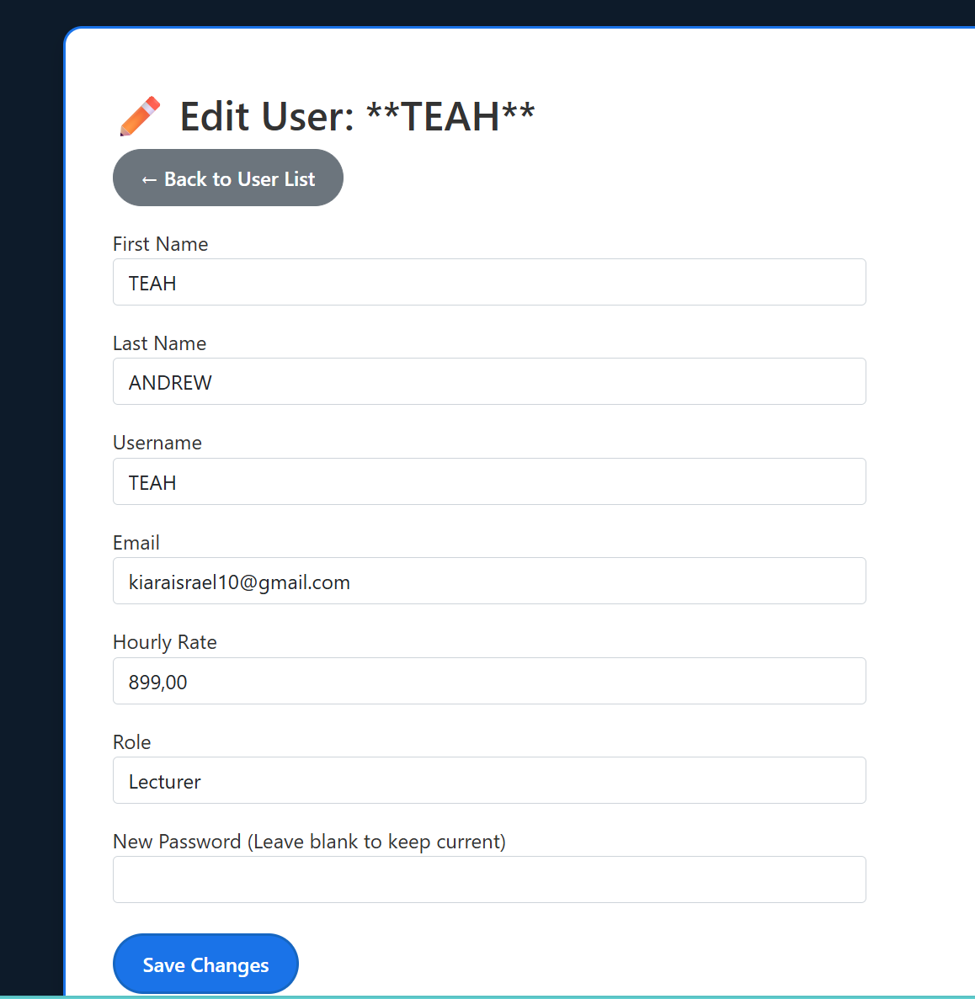 Edit User: **TEAH**
← Back to User List
First Name
TEAH
Last Name
ANDREW
Username
TEAH
Email
kiaraisrael10@gmail.com
Hourly Rate
899,00
Role
Lecturer
New Password (Leave blank to keep current)
Save Changes